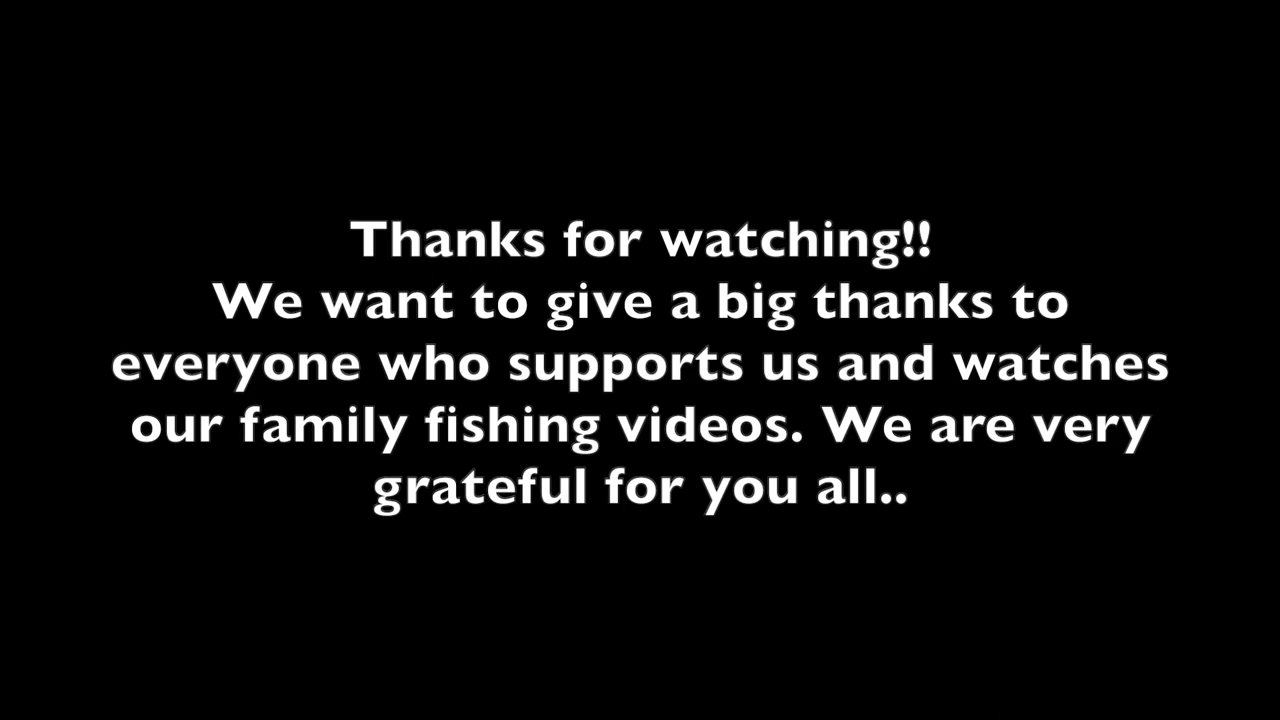 Thanks for watching!!
We want to give a big thanks to
everyone who supports us and watches
our family fishing videos. We are very
grateful for you all..